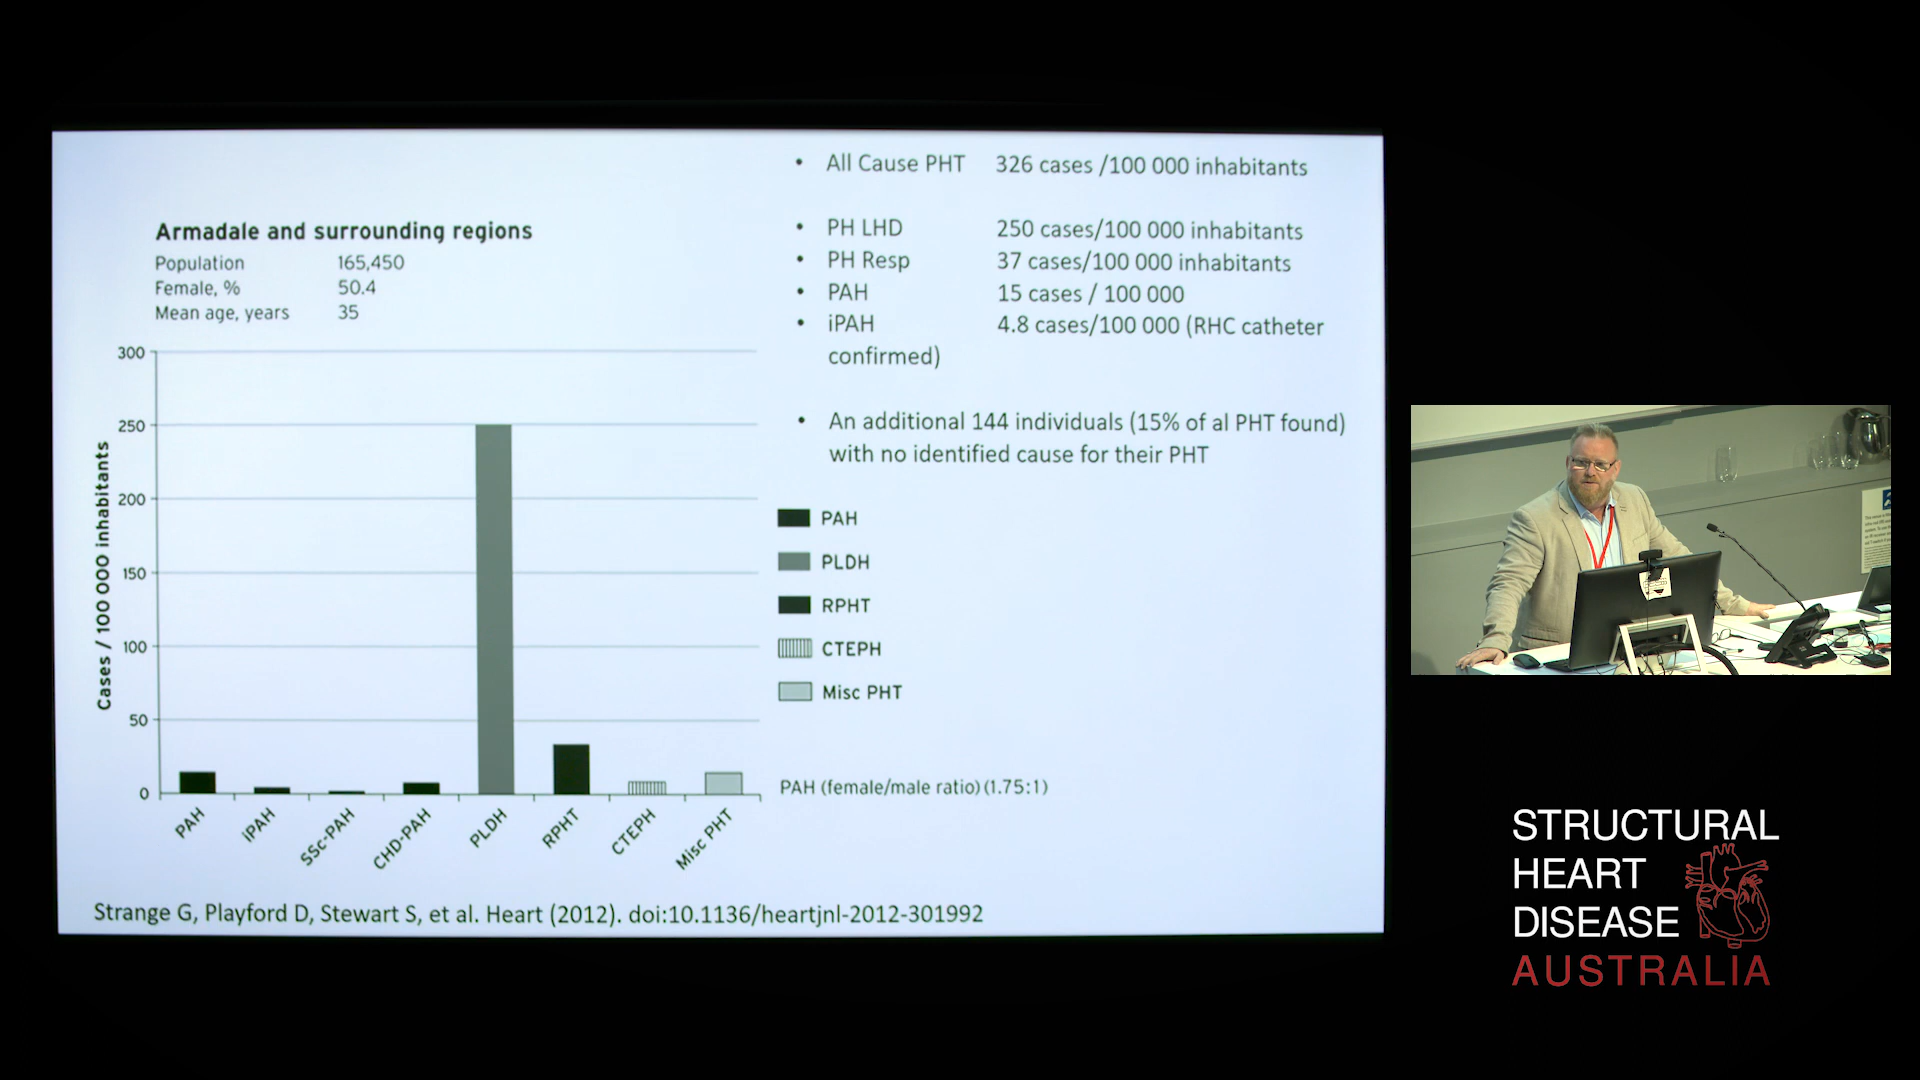 • All Cause PHT 326 cases /100 000 inhabitants
• PH LHD 250 cases/100 000 inhabitants
• PH Resp 37 cases/100 000 inhabitants
• PAH 15 cases / 100 000
• iPAH 4.8 cases/100 000 (RHC catheter
confirmed)
• An additional 144 individuals (15% of al PHT found)
with no identified cause for their PHT
Armadale and surrounding regions
Population 165,450
Female, % 50.4
Mean age, years 35
Cases / 100 000 inhabitants
300
250
200
150
100
50
0
PAH
IPAH
SSc-PAH
CHD-PAH
PLDH
RPHT
CTEPH
Misc PHT
PAH
PLDH
RPHT
CTEPH
Misc PHT
PAH (female/male ratio) (1.75:1)
Strange G, Playford D, Stewart S, et al. Heart (2012). doi:10.1136/heartjnl-2012-301992
STRUCTURAL
HEART
DISEASE
AUSTRALIA